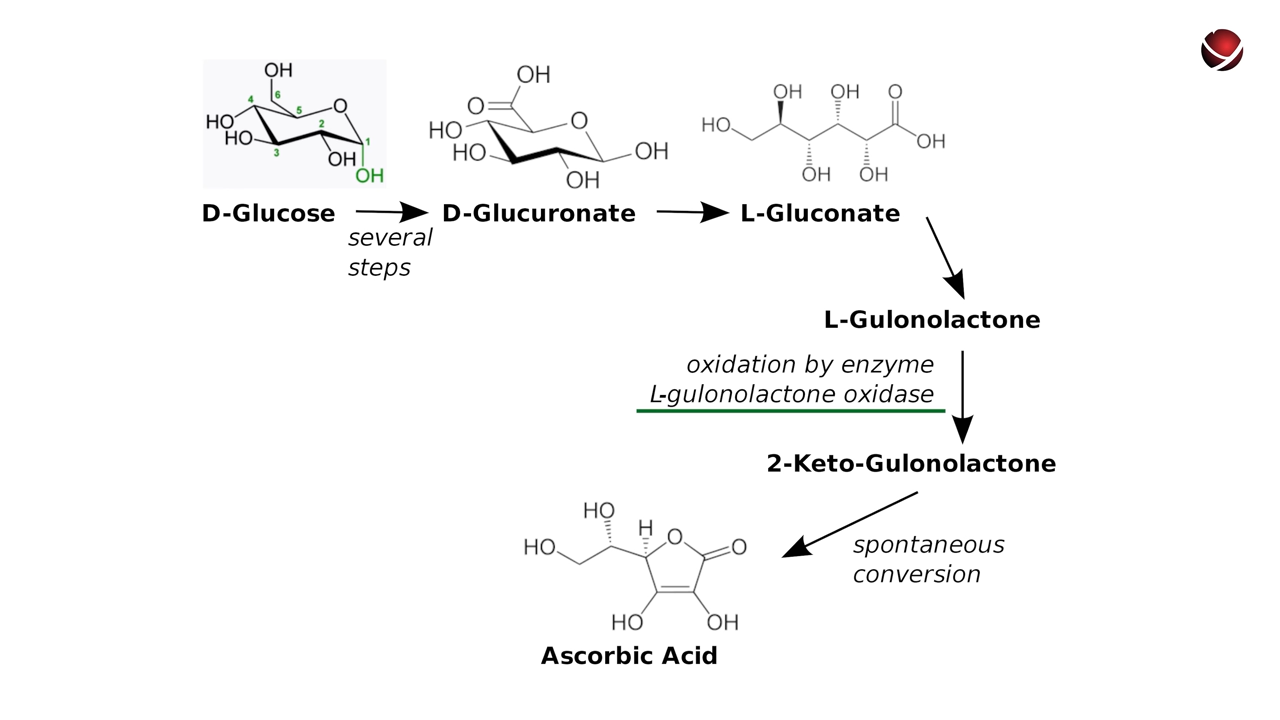 OH
6
4
5
O
HO
2
HO
1
3
OH
OH
D-Glucose
several
steps
OH
O
O
HO
HO
OH
OH
D-Glucuronate
OH
OH
O
HO
OH
OH
OH
L-Gluconate
L-Gulonolactone
oxidation by enzyme
L-gulonolactone oxidase
2-Keto-Gulonolactone
spontaneous
conversion
HO
H
O
HO
O
HO
OH
Ascorbic Acid